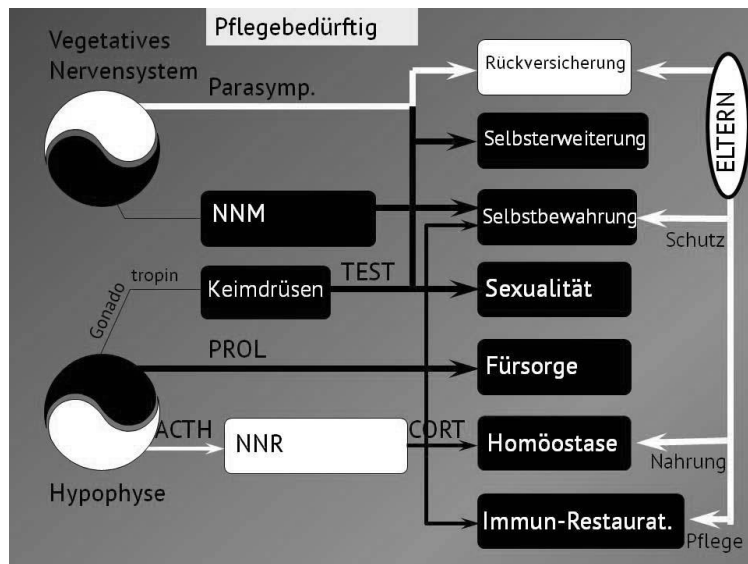 Pflegebedürftig
Vegetatives
Nervensystem
Parasymp.
Rückversicherung
ELTERN
Selbsterweiterung
NNM
Selbstbewahrung
Schutz
Gonado
tropin
Keimdrüsen
TEST
Sexualität
PROL
Fürsorge
ACTH
NNR
CORT
Homöostase
Nahrung
Hypophyse
Immun-Restaurat.
Pflege